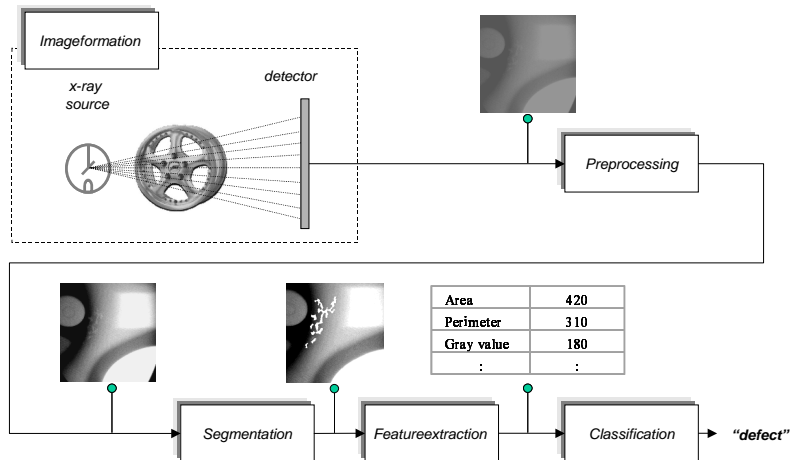 Imageformation
x-ray
source
detector
Preprocessing
Area 420
Perimeter 310
Gray value 180
: :
Segmentation
Featureextraction
Classification
“defect”